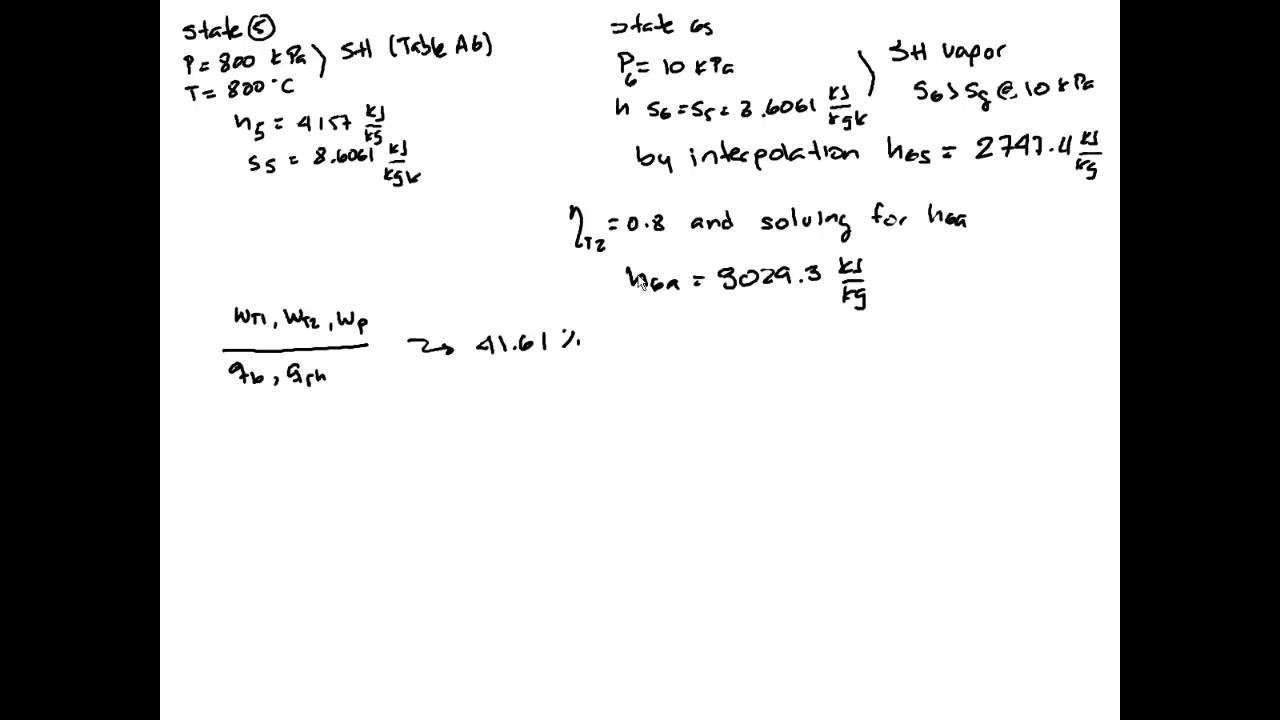 state ⑤
P = 800 kPa
T = 800 °C
SH (Table A6)
h5 = 4157 kJ/kg
s5 = 8.6061 kJ/kgK
state 6s
P6 = 10 kPa
h s6 = s5 = 8.6061 kJ/kgK
SH vapor
s6 > sg @ 10 kPa
by interpolation h6s = 2747.4 kJ/kg
ηT2 = 0.8 and solving for h6a
h6a = 3029.3 kJ/kg
wT1, wT2, wp
qb, qrh
→ 41.61 %